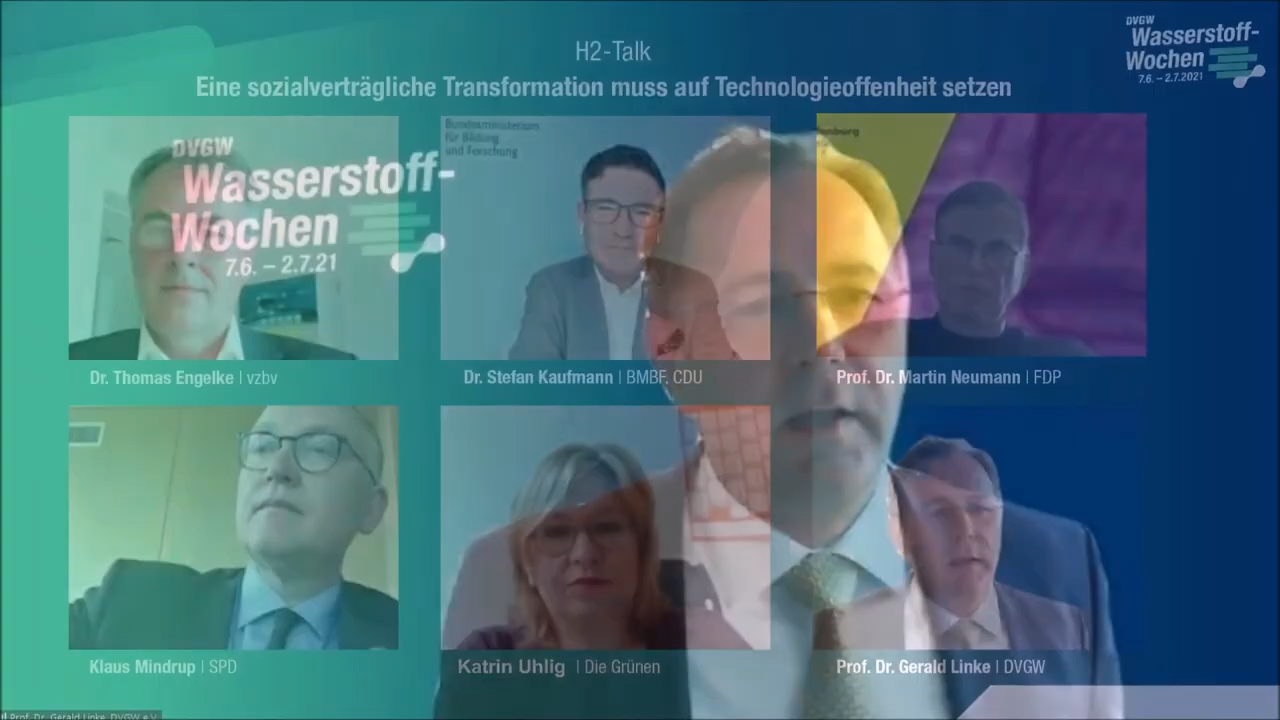 H2-Talk
Eine sozialverträgliche Transformation muss auf Technologieoffenheit setzen
DVGW
Wasserstoff-
Wochen
7.6. – 2.7.2021
DVGW
Wasserstoff-
Wochen
7.6. – 2.7.21
Bundesministerium
für Bildung
und Forschung
Dr. Thomas Engelke | vzbv
Dr. Stefan Kaufmann | BMBF, CDU
Prof. Dr. Martin Neumann | FDP
Klaus Mindrup | SPD
Katrin Uhlig | Die Grünen
Prof. Dr. Gerald Linke | DVGW
Prof. Dr. Gerald Linke, DVGW e.V.